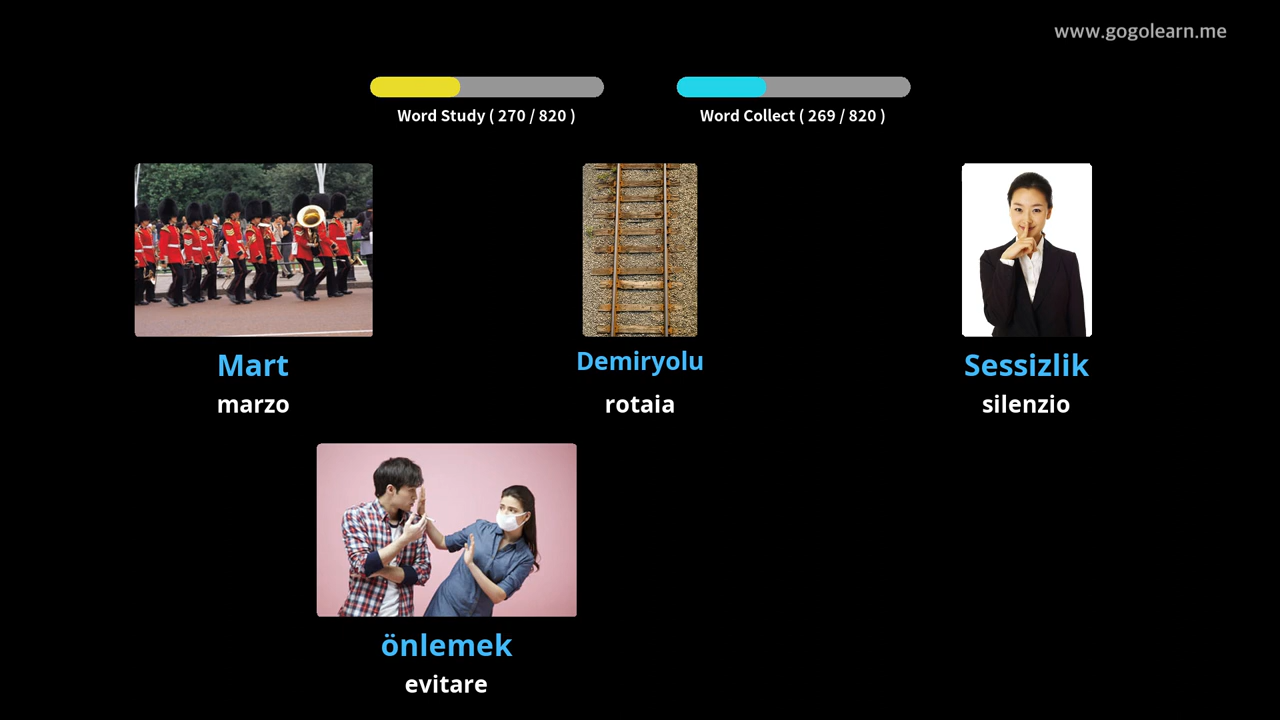 www.gogolearn.me
Word Study ( 270 / 820 )
Word Collect ( 269 / 820 )
Mart
marzo
Demiryolu
rotaia
Sessizlik
silenzio
önlemek
evitare